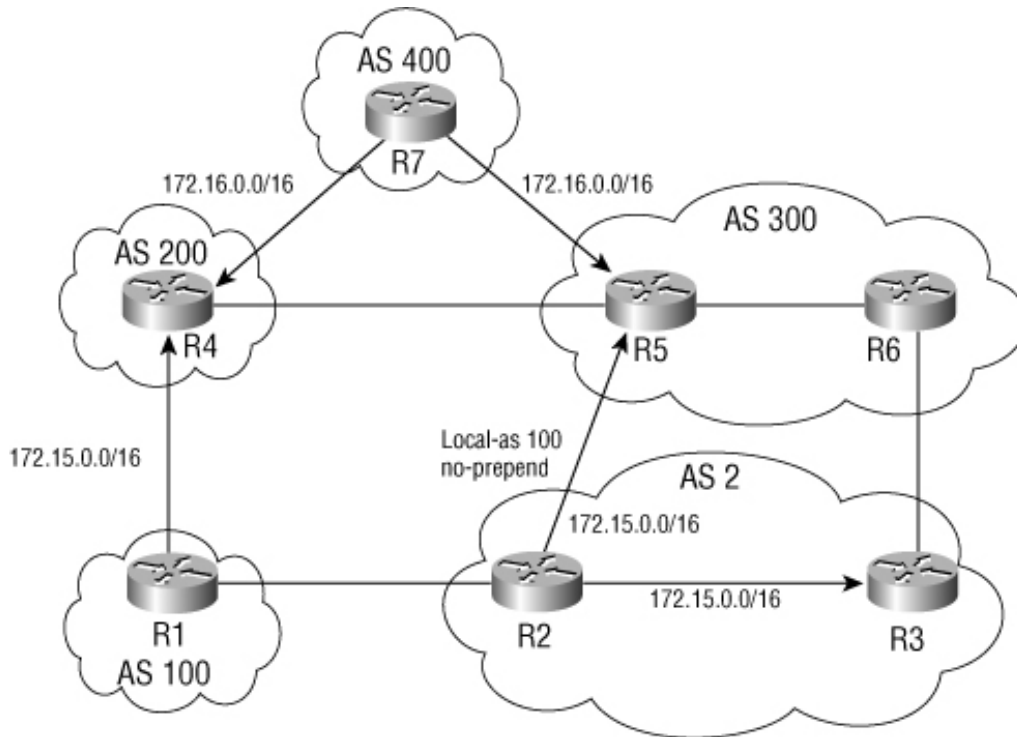 AS 400
R7
172.16.0.0/16
172.16.0.0/16
AS 200
R4
AS 300
R5
R6
172.15.0.0/16
Local-as 100
no-prepend
AS 2
172.15.0.0/16
172.15.0.0/16
R1
AS 100
R2
R3